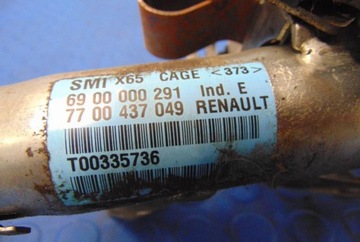 SMI X65 CAGE <373>
69 00 000 291 Ind. E
77 00 437 049 RENAULT
T00335736